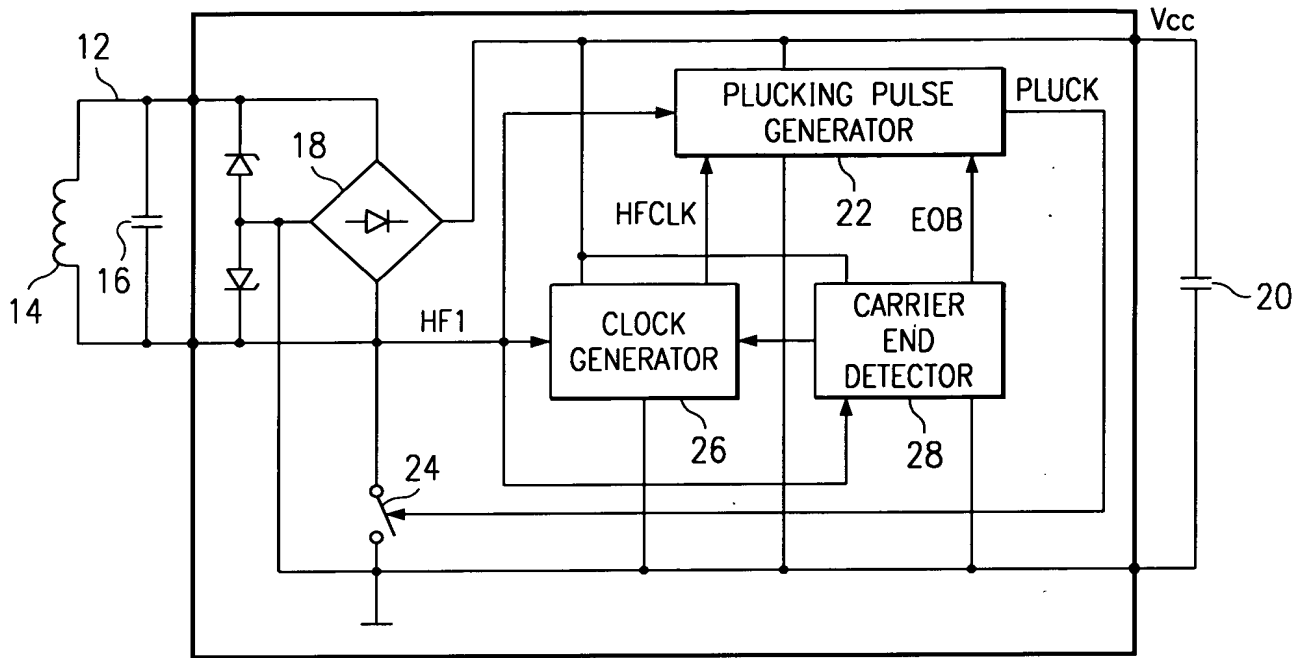 Vcc
12
PLUCKING PULSE
GENERATOR
PLUCK
18
22
HFCLK
EOB
16
14
20
HF1
CLOCK
GENERATOR
CARRIER
END
DETECTOR
26
28
24